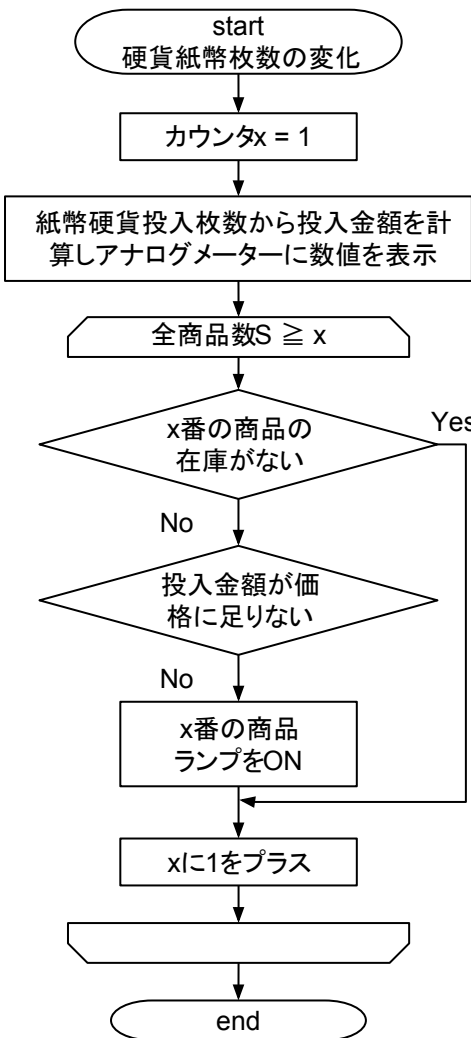 start
硬貨紙幣枚数の変化
カウンタx = 1
紙幣硬貨投入枚数から投入金額を計
算しアナログメーターに数値を表示
全商品数S ≧ x
x番の商品の
在庫がない
Yes
No
投入金額が価
格に足りない
No
x番の商品
ランプをON
xに1をプラス
end